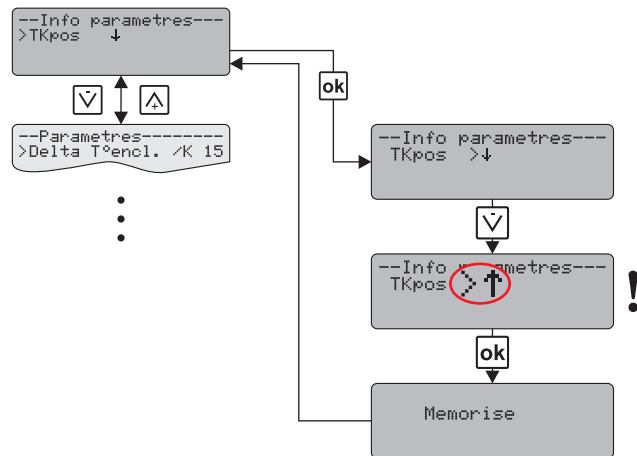 --Info parametres---
>TKpos ↓
ok
--Parametres--------
>Delta T°encl. /K 15
--Info parametres---
TKpos >↓
--Info parametres---
TKpos >↑
!
ok
Memorise